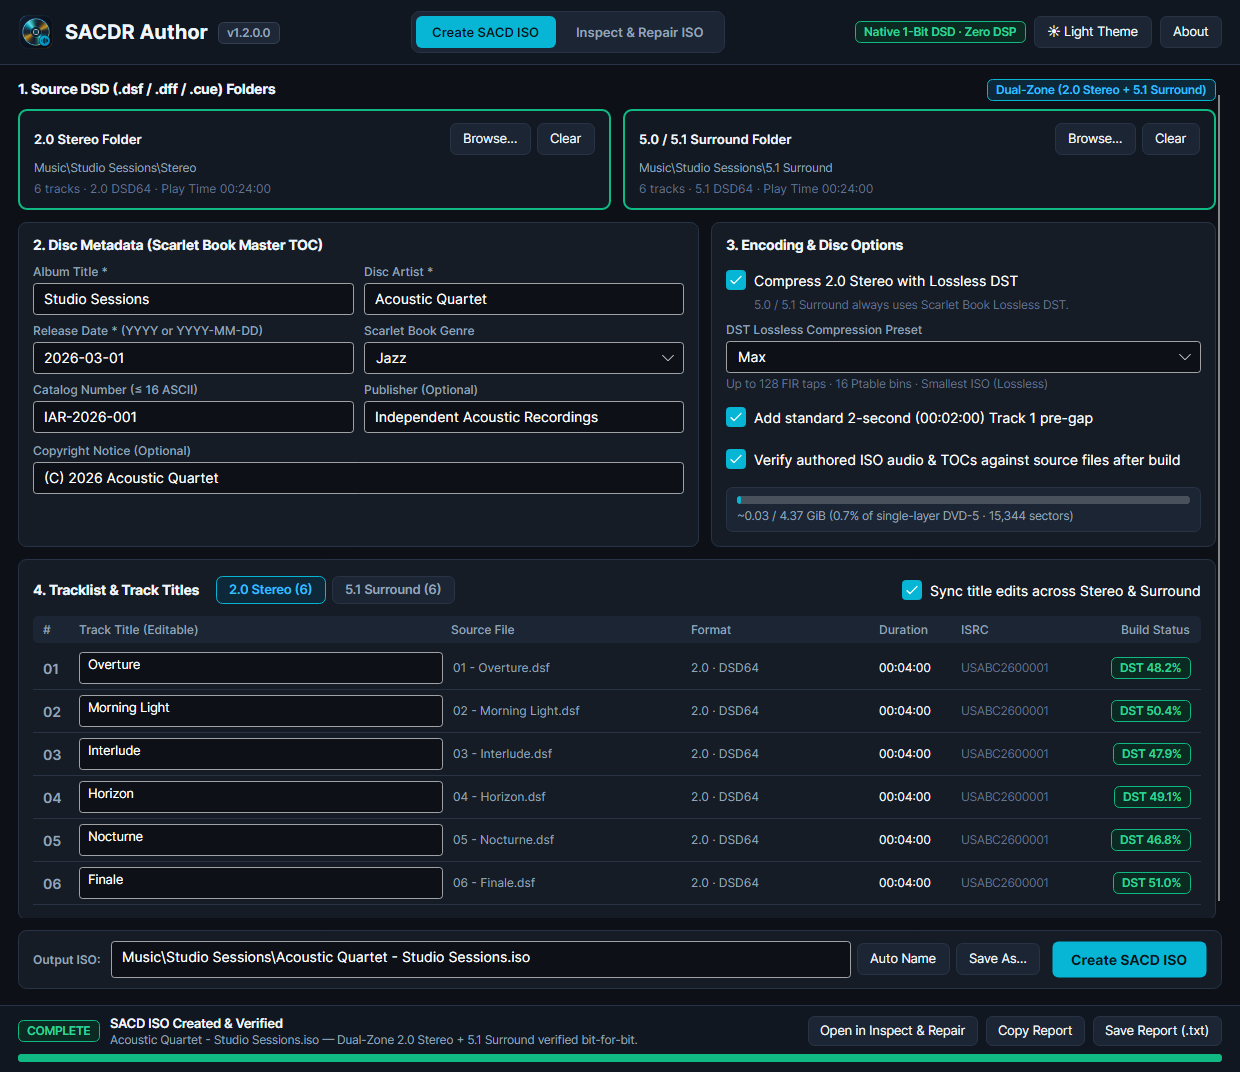 SACDR Author v1.2.0.0 Create SACD ISO Inspect & Repair ISO Native 1-Bit DSD · Zero DSP ☀ Light Theme About
1. Source DSD (.dsf / .dff / .cue) Folders Dual-Zone (2.0 Stereo + 5.1 Surround)
2.0 Stereo Folder Browse... Clear
Music\Studio Sessions\Stereo
6 tracks · 2.0 DSD64 · Play Time 00:24:00
5.0 / 5.1 Surround Folder Browse... Clear
Music\Studio Sessions\5.1 Surround
6 tracks · 5.1 DSD64 · Play Time 00:24:00
2. Disc Metadata (Scarlet Book Master TOC)
Album Title * Disc Artist *
Studio Sessions Acoustic Quartet
Release Date * (YYYY or YYYY-MM-DD) Scarlet Book Genre
2026-03-01 Jazz
Catalog Number (≤ 16 ASCII) Publisher (Optional)
IAR-2026-001 Independent Acoustic Recordings
Copyright Notice (Optional)
(C) 2026 Acoustic Quartet
3. Encoding & Disc Options
Compress 2.0 Stereo with Lossless DST
5.0 / 5.1 Surround always uses Scarlet Book Lossless DST.
DST Lossless Compression Preset
Max
Up to 128 FIR taps · 16 Ptable bins · Smallest ISO (Lossless)
Add standard 2-second (00:02:00) Track 1 pre-gap
Verify authored ISO audio & TOCs against source files after build
~0.03 / 4.37 GiB (0.7% of single-layer DVD-5 · 15,344 sectors)
4. Tracklist & Track Titles 2.0 Stereo (6) 5.1 Surround (6) Sync title edits across Stereo & Surround
# Track Title (Editable) Source File Format Duration ISRC Build Status
01 Overture 01 - Overture.dsf 2.0 · DSD64 00:04:00 USABC2600001 DST 48.2%
02 Morning Light 02 - Morning Light.dsf 2.0 · DSD64 00:04:00 USABC2600001 DST 50.4%
03 Interlude 03 - Interlude.dsf 2.0 · DSD64 00:04:00 USABC2600001 DST 47.9%
04 Horizon 04 - Horizon.dsf 2.0 · DSD64 00:04:00 USABC2600001 DST 49.1%
05 Nocturne 05 - Nocturne.dsf 2.0 · DSD64 00:04:00 USABC2600001 DST 46.8%
06 Finale 06 - Finale.dsf 2.0 · DSD64 00:04:00 USABC2600001 DST 51.0%
Output ISO: Music\Studio Sessions\Acoustic Quartet - Studio Sessions.iso Auto Name Save As... Create SACD ISO
COMPLETE SACD ISO Created & Verified Open in Inspect & Repair Copy Report Save Report (.txt)
Acoustic Quartet - Studio Sessions.iso — Dual-Zone 2.0 Stereo + 5.1 Surround verified bit-for-bit.